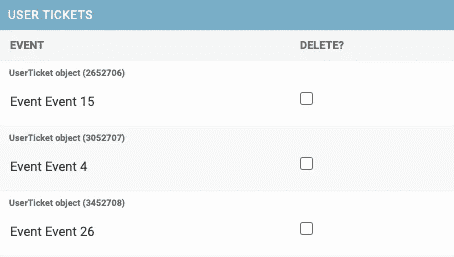 USER TICKETS
EVENT DELETE?
UserTicket object (2652706)
Event Event 15
UserTicket object (3052707)
Event Event 4
UserTicket object (3452708)
Event Event 26